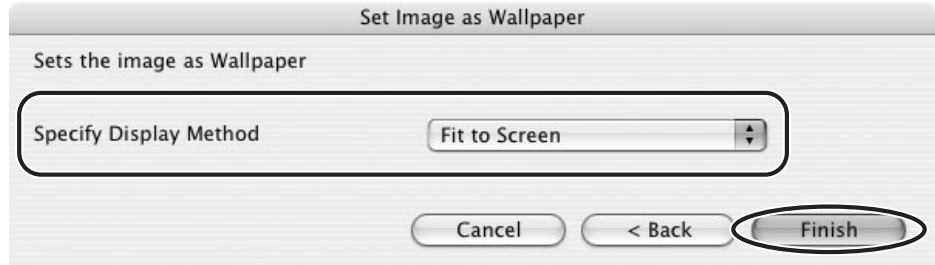 Set Image as Wallpaper
Sets the image as Wallpaper
Specify Display Method Fit to Screen
Cancel < Back Finish